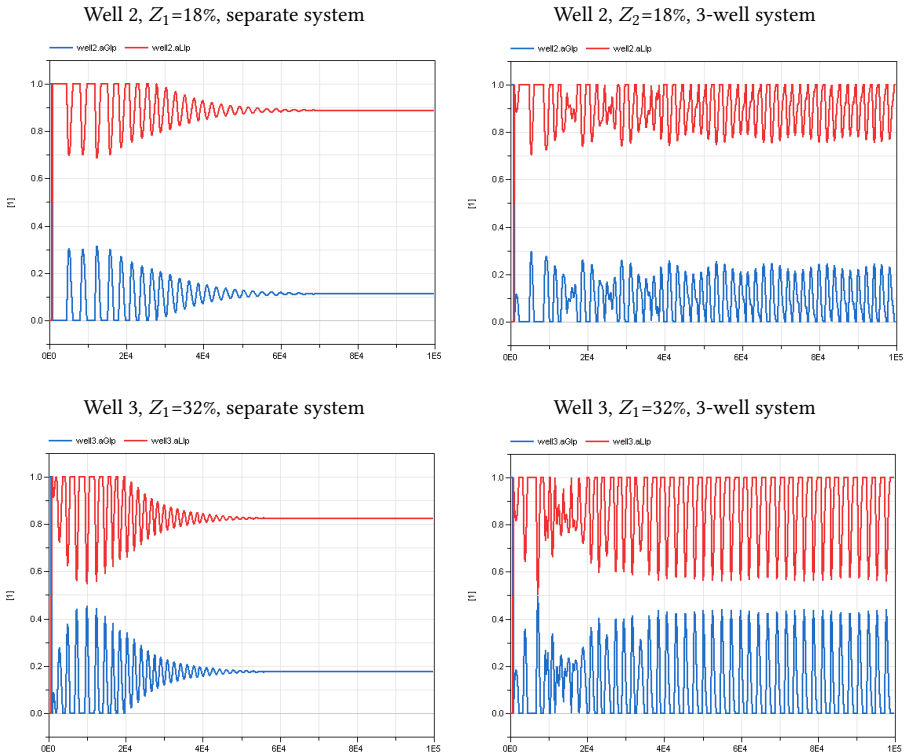 Well 2, Z₁=18%, separate system
well2.aGlp well2.aLlp
1.0
0.8
0.6
0.4
0.2
0.0
[1]
0E0 2E4 4E4 6E4 8E4 1E5
Well 2, Z₂=18%, 3-well system
well2.aGlp well2.aLlp
1.0
0.8
0.6
0.4
0.2
0.0
[1]
0E0 2E4 4E4 6E4 8E4 1E5
Well 3, Z₁=32%, separate system
well3.aGlp well3.aLlp
1.0
0.8
0.6
0.4
0.2
0.0
[1]
0E0 2E4 4E4 6E4 8E4 1E5
Well 3, Z₁=32%, 3-well system
well3.aGlp well3.aLlp
1.0
0.8
0.6
0.4
0.2
0.0
[1]
0E0 2E4 4E4 6E4 8E4 1E5